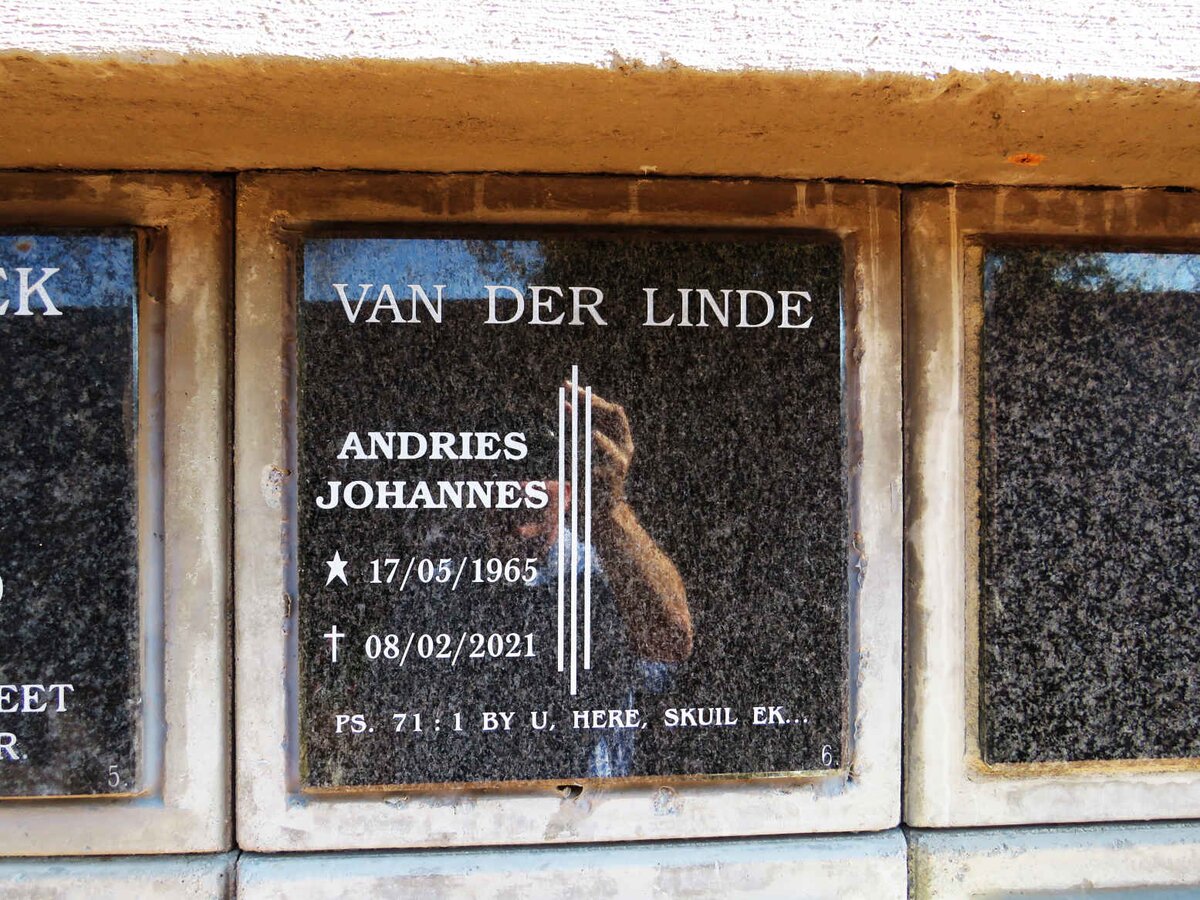 VAN DER LINDE
ANDRIES
JOHANNES
17/05/1965
08/02/2021
PS. 71 : 1 BY U, HERE, SKUIL EK...
6.
EET
R.
5.